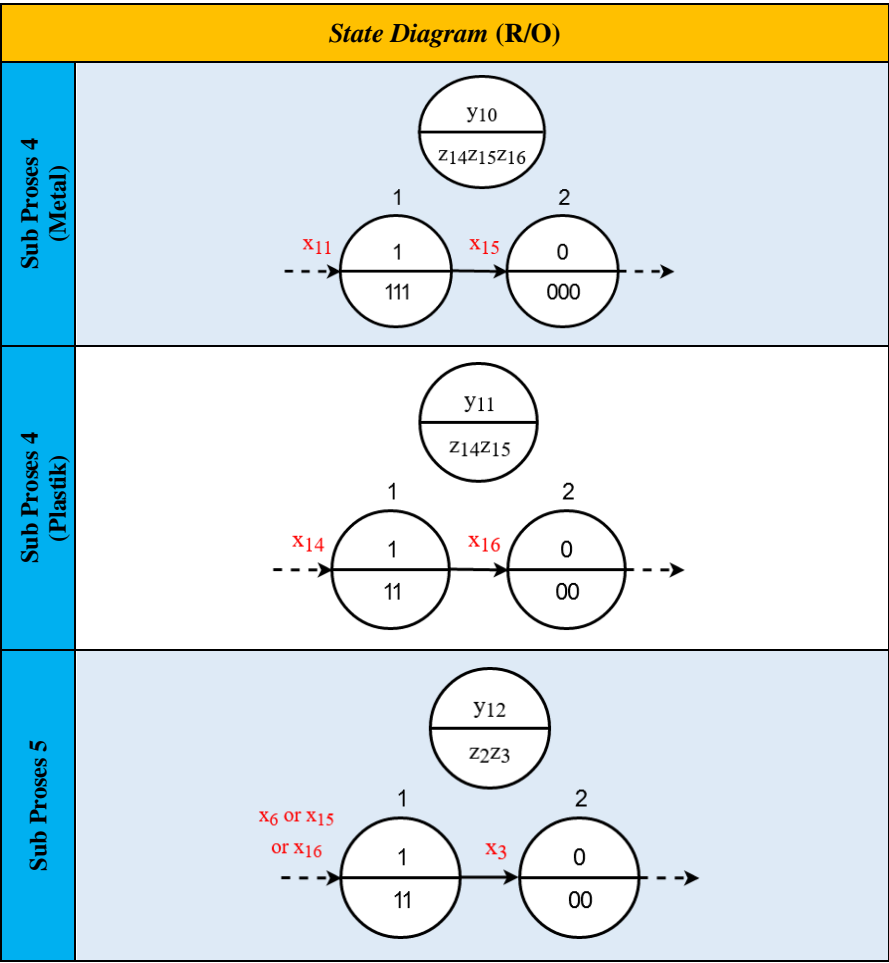 State Diagram (R/O)
Sub Proses 4
(Metal)
y10
z14z15z16
1
2
x11
1
x15
0
111
000
Sub Proses 4
(Plastik)
y11
z14z15
1
2
x14
1
x16
0
11
00
Sub Proses 5
y12
z2z3
1
2
x6 or x15
or x16
1
x3
0
11
00